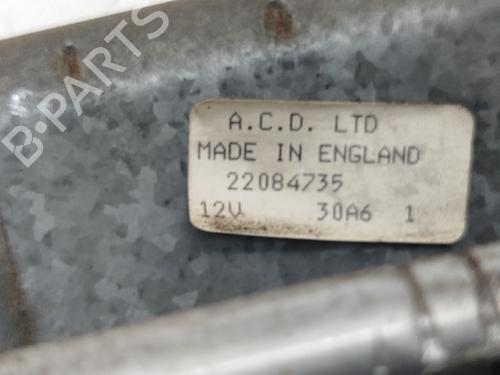 A.C.D. LTD
MADE IN ENGLAND
22084735
12V 30A6 1
B-PARTS